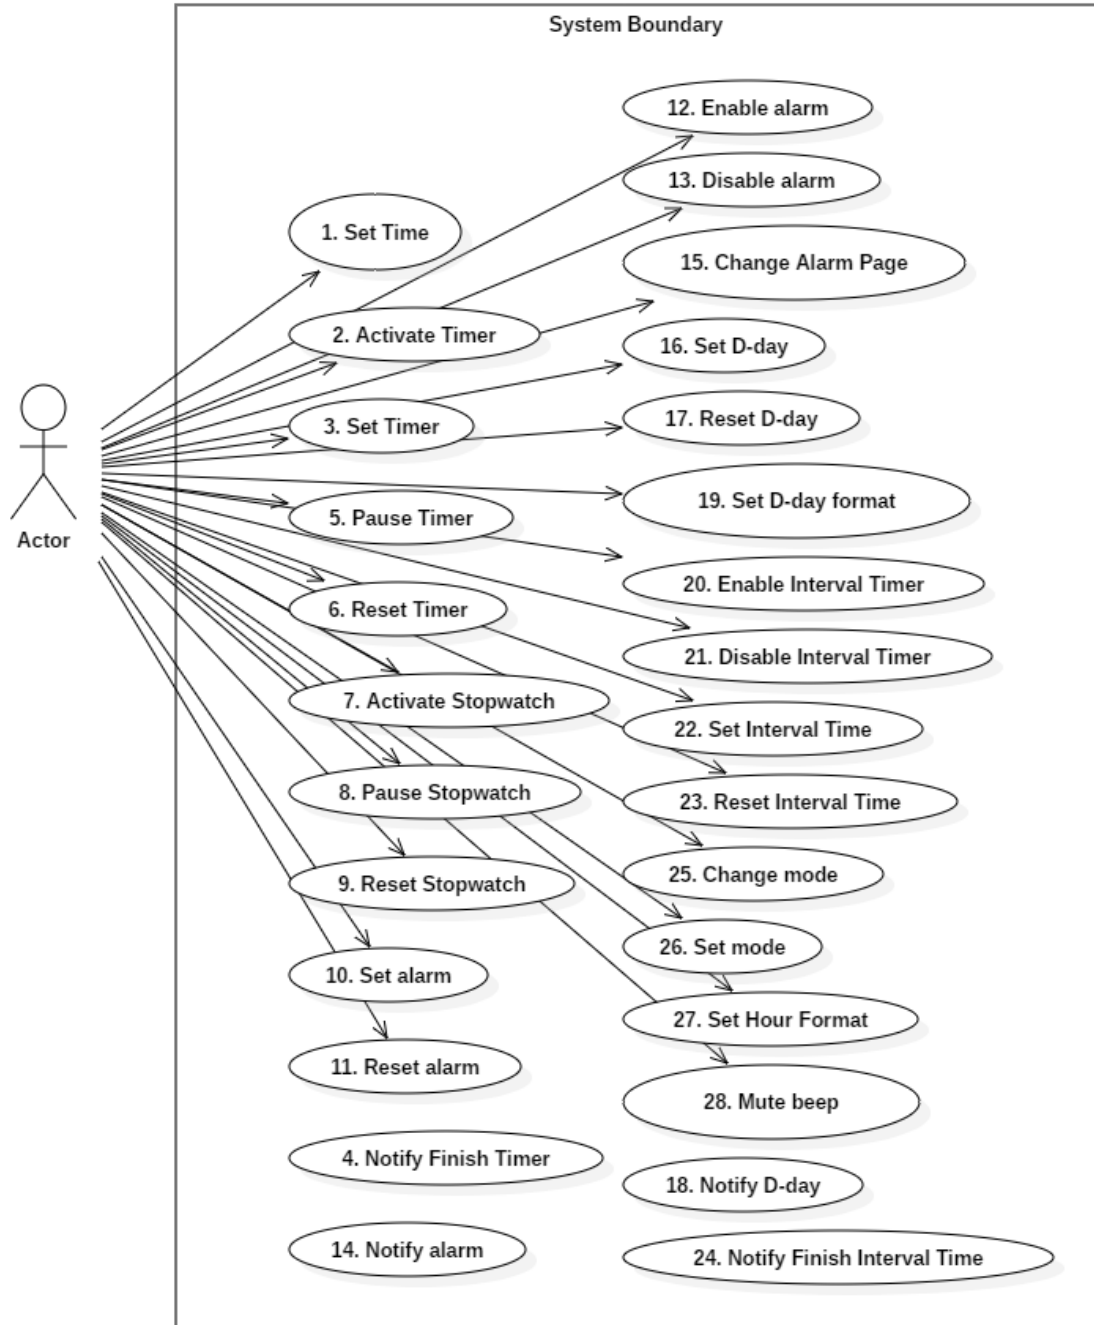 System Boundary
Actor
1. Set Time
2. Activate Timer
3. Set Timer
5. Pause Timer
6. Reset Timer
7. Activate Stopwatch
8. Pause Stopwatch
9. Reset Stopwatch
10. Set alarm
11. Reset alarm
4. Notify Finish Timer
14. Notify alarm
12. Enable alarm
13. Disable alarm
15. Change Alarm Page
16. Set D-day
17. Reset D-day
19. Set D-day format
20. Enable Interval Timer
21. Disable Interval Timer
22. Set Interval Time
23. Reset Interval Time
25. Change mode
26. Set mode
27. Set Hour Format
28. Mute beep
18. Notify D-day
24. Notify Finish Interval Time